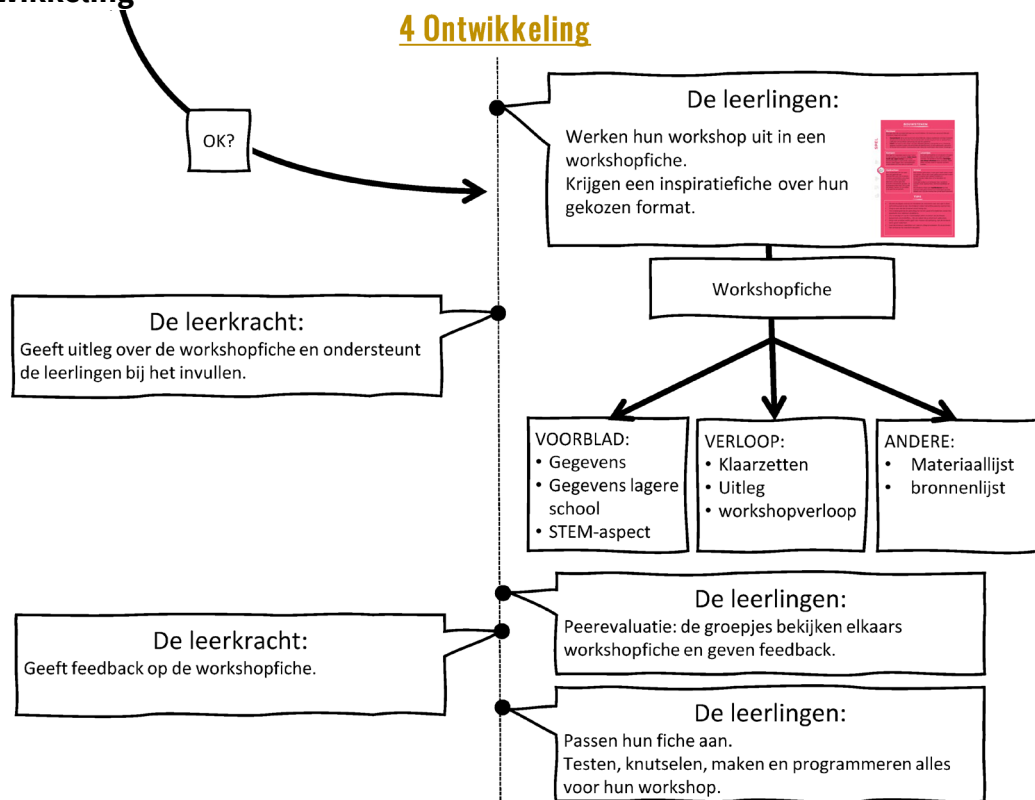 4 Ontwikkeling
OK?
De leerlingen:
Werken hun workshop uit in een
workshopfiche.
Krijgen een inspiratiefiche over hun
gekozen format.
Workshopfiche
De leerkracht:
Geeft uitleg over de workshopfiche en ondersteunt
de leerlingen bij het invullen.
VOORBLAD:
• Gegevens
• Gegevens lagere
school
• STEM-aspect
VERLOOP:
• Klaarzetten
• Uitleg
• workshopverloop
ANDERE:
• Materiaallijst
• bronnenlijst
De leerlingen:
Peerevaluatie: de groepjes bekijken elkaars
workshopfiche en geven feedback.
De leerkracht:
Geeft feedback op de workshopfiche.
De leerlingen:
Passen hun fiche aan.
Testen, knutselen, maken en programmeren alles
voor hun workshop.